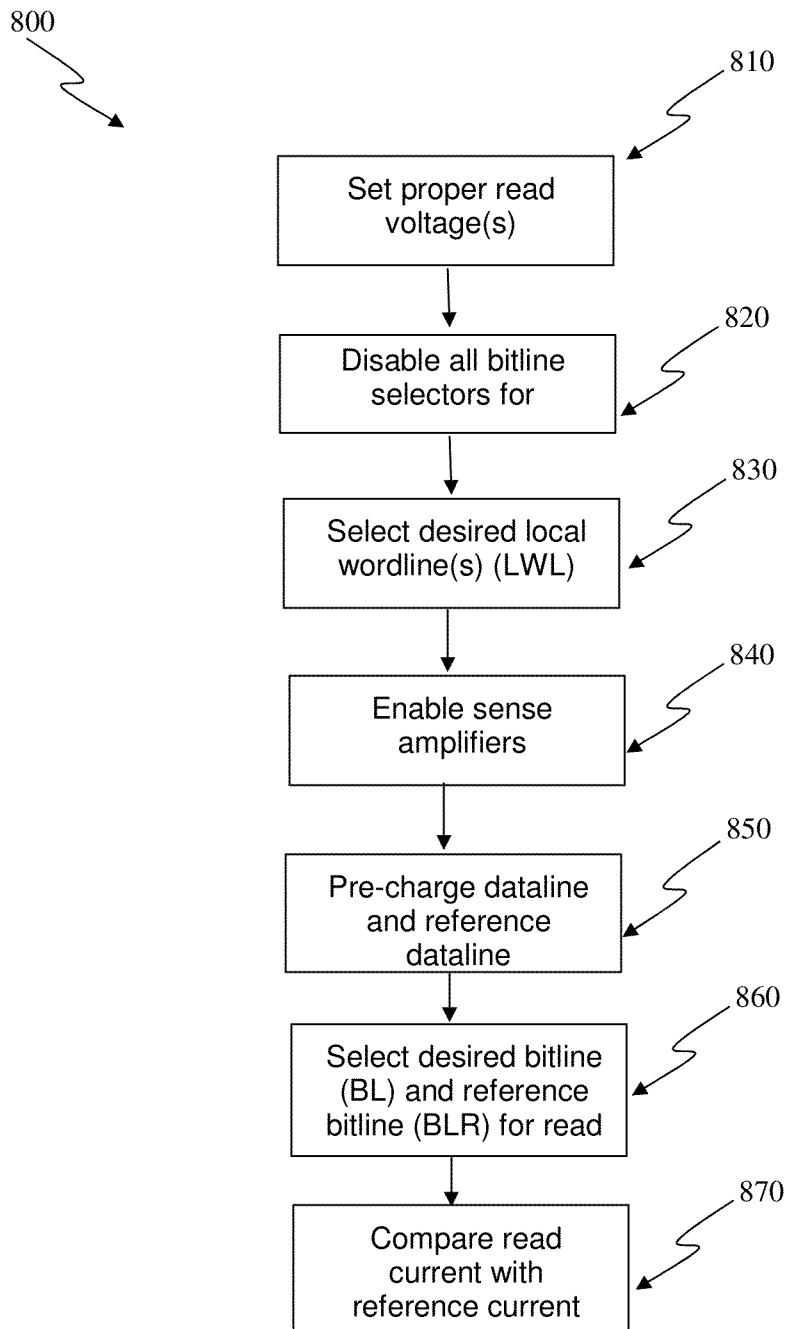 800
810
Set proper read
voltage(s)
820
Disable all bitline
selectors for
830
Select desired local
wordline(s) (LWL)
840
Enable sense
amplifiers
850
Pre-charge dataline
and reference
dataline
860
Select desired bitline
(BL) and reference
bitline (BLR) for read
870
Compare read
current with
reference current